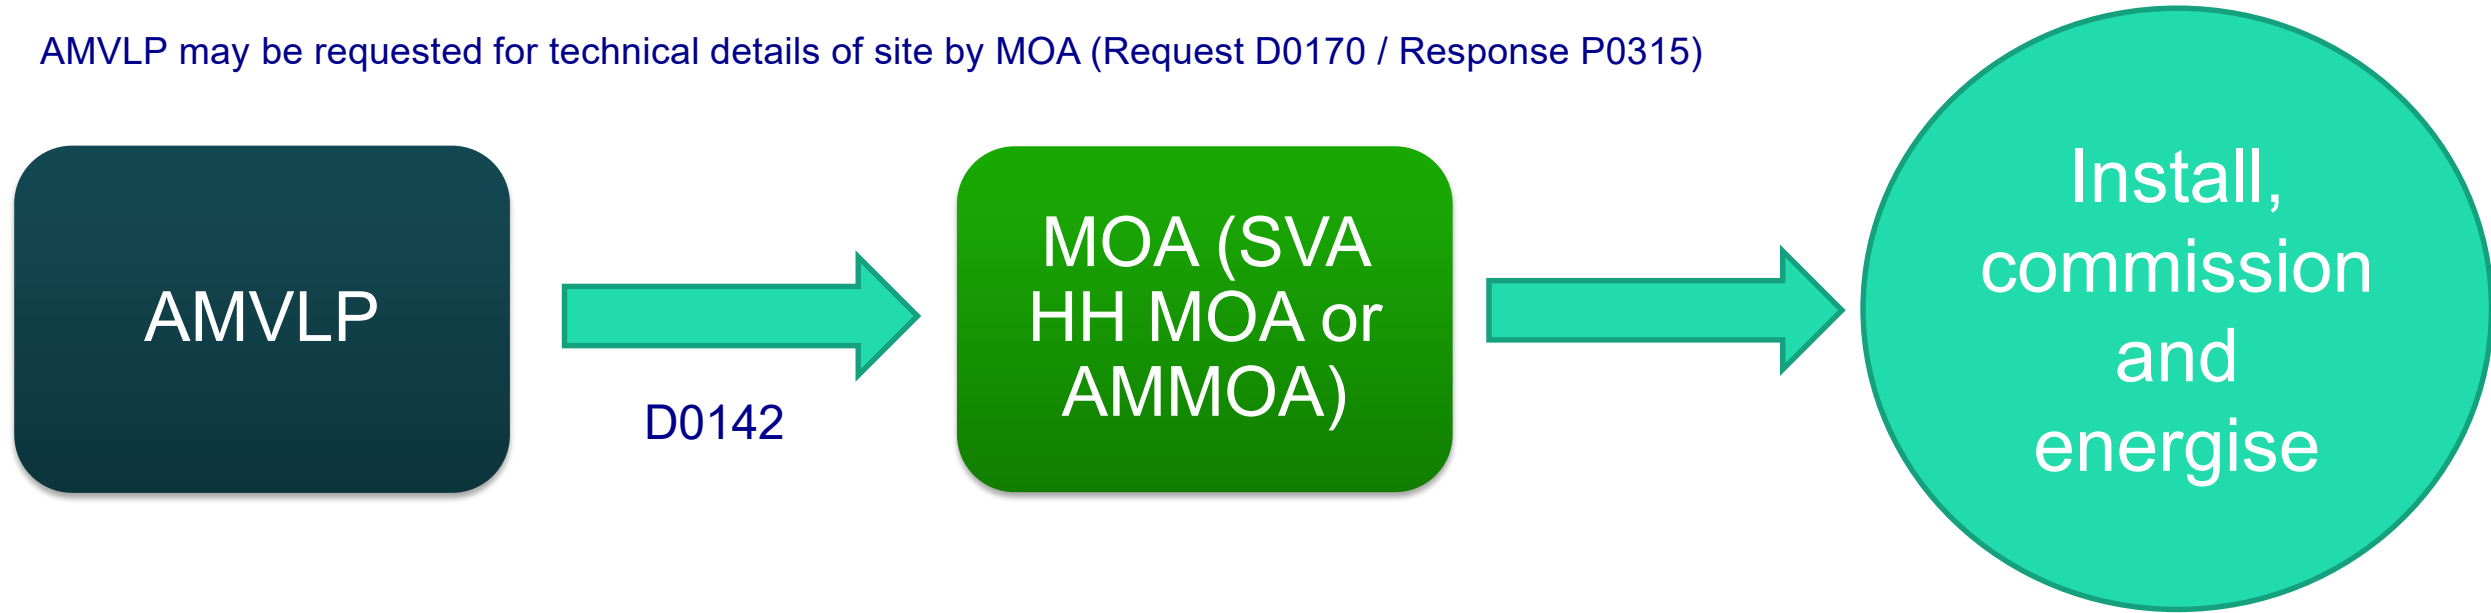 AMVLP may be requested for technical details of site by MOA (Request D0170 / Response P0315)
AMVLP
D0142
MOA (SVA
HH MOA or
AMMOA)
Install,
commission
and
energise